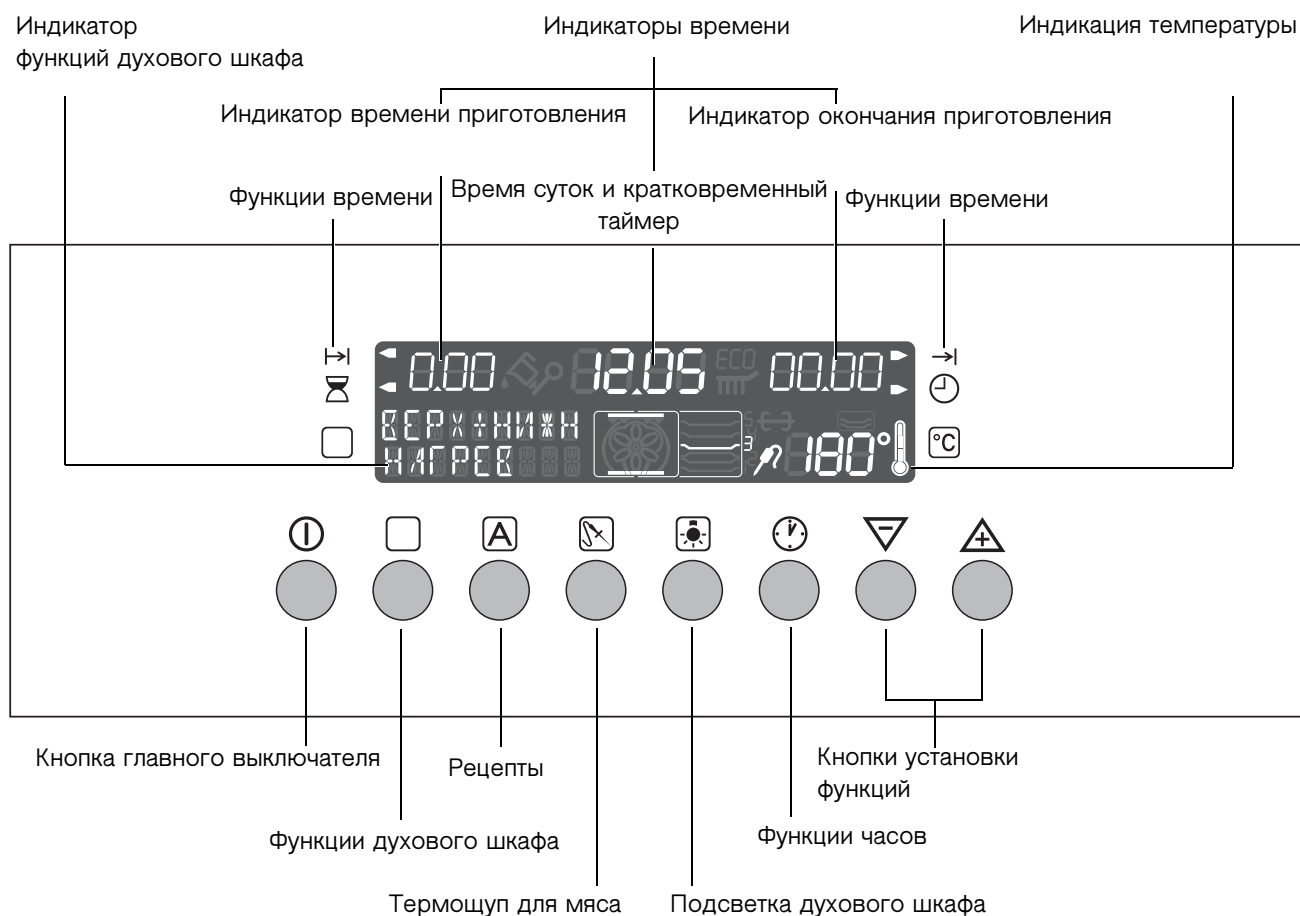 Индикатор
функций духового шкафа
Индикаторы времени
Индикация температуры
Индикатор времени приготовления
Индикатор окончания приготовления
Функции времени
Время суток и кратковременный
таймер
Функции времени
0.00
12.05
ECO
00.00
ВЕРХ+НИЖН
НАГРЕВ
3
180°
°C
A
Кнопка главного выключателя
Рецепты
Кнопки установки
функций
Функции духового шкафа
Функции часов
Термощуп для мяса
Подсветка духового шкафа